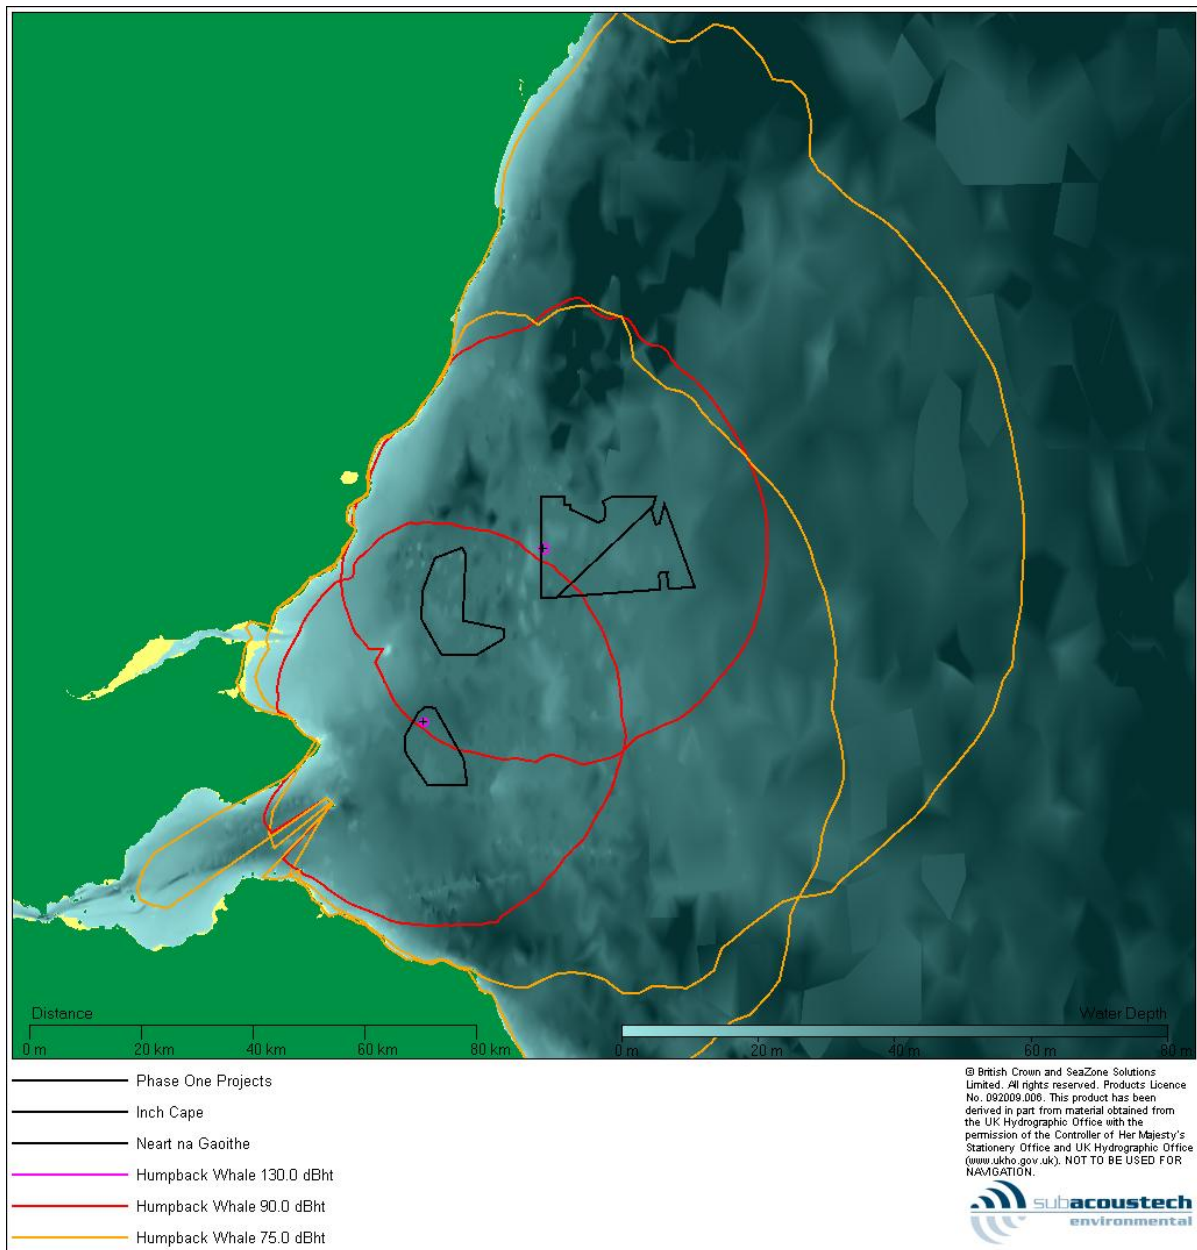 Distance
Water Depth
0 m
20 km
40 km
60 km
80 km
0 m
20 m
40 m
60 m
80 m
Phase One Projects
Inch Cape
Neart na Gaoithe
Humpback Whale 130.0 dBht
Humpback Whale 90.0 dBht
Humpback Whale 75.0 dBht
© British Crown and SeaZone Solutions
Limited. All rights reserved. Products Licence
No. 092009.006. This product has been
derived in part from material obtained from
the UK Hydrographic Office with the
permission of the Controller of Her Majesty's
Stationery Office and UK Hydrographic Office
(www.ukho.gov.uk). NOT TO BE USED FOR
NAVIGATION.
subacoustech
environmental